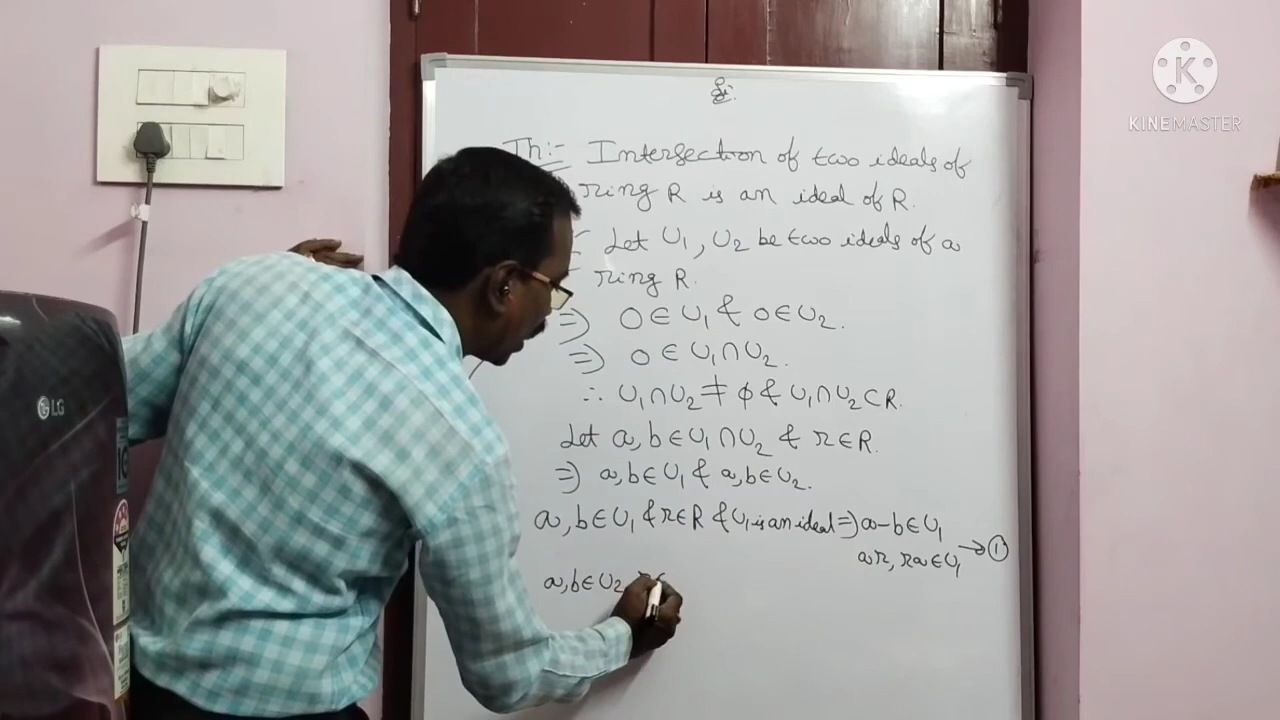 Th:- Intersection of two ideals of
ring R is an ideal of R.
Let U1, U2 be two ideals of a
ring R.
⇒ 0∈U1 & 0∈U2.
⇒ 0∈U1∩U2.
∴ U1∩U2≠ϕ & U1∩U2⊂R.
Let a,b∈U1∩U2 & r∈R.
⇒ a,b∈U1 & a,b∈U2.
a,b∈U1 & r∈R & U1 is an ideal ⇒ a-b∈U1
ar, ra∈U1 → ①
a,b∈U2
K
KINEMASTER
LG